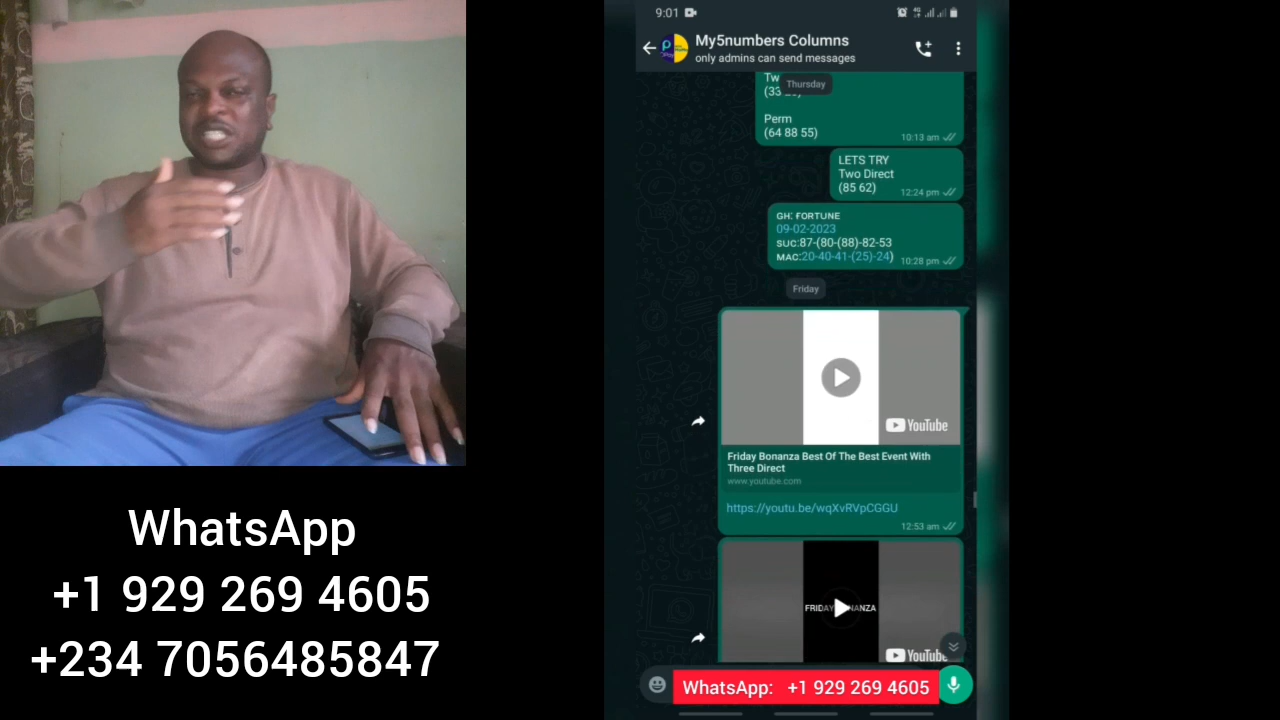 WhatsApp
+1 929 269 4605
+234 7056485847
9:01
My5numbers Columns
only admins can send messages
Thursday
Perm
(64 88 55)
10:13 am
LETS TRY
Two Direct
(85 62)
12:24 pm
GH: FORTUNE
09-02-2023
SUC:87-(80-(88)-82-53
MAC:20-40-41-(25)-24)
10:28 pm
Friday
YouTube
Friday Bonanza Best Of The Best Event With
Three Direct
www.youtube.com
https://youtu.be/wqXvRVpCGGU
12:53 am
YouTube
WhatsApp: +1 929 269 4605